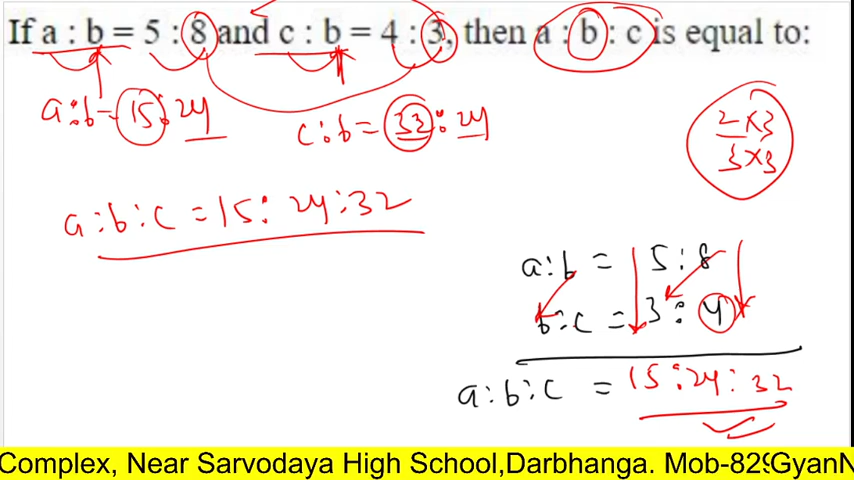 If a : b = 5 : 8 and c : b = 4 : 3, then a : b : c is equal to:
a:b= 15:24
c:b= 32:24
2×3
3×3
a:b:c = 15: 24:32
a:b = 5:8
b:c = 3:4
a:b:c = 15:24:32
Complex, Near Sarvodaya High School,Darbhanga. Mob-829GyanN